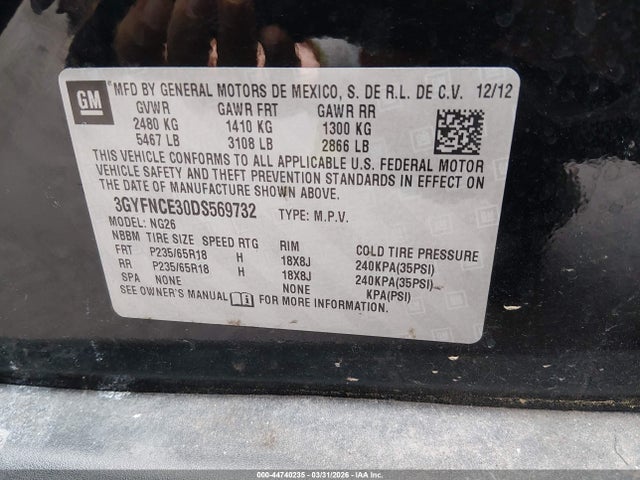 GM
MFD BY GENERAL MOTORS DE MEXICO, S. DE R.L. DE C.V. 12/12
GVWR GAWR FRT GAWR RR
2480 KG 1410 KG 1300 KG
5467 LB 3108 LB 2866 LB
THIS VEHICLE CONFORMS TO ALL APPLICABLE U.S. FEDERAL MOTOR
VEHICLE SAFETY AND THEFT PREVENTION STANDARDS IN EFFECT ON
THE DATE OF MANUFACTURE SHOWN ABOVE.
3GYFNCE30DS569732 TYPE: M.P.V.
MODEL: NG26
NBBM TIRE SIZE SPEED RTG RIM COLD TIRE PRESSURE
FRT P235/65R18 H 18X8J 240KPA(35PSI)
RR P235/65R18 H 18X8J 240KPA(35PSI)
SPA NONE NONE KPA(PSI)
SEE OWNER'S MANUAL FOR MORE INFORMATION.
000-44740235 - 03/31/2026 - IAAI Copyright